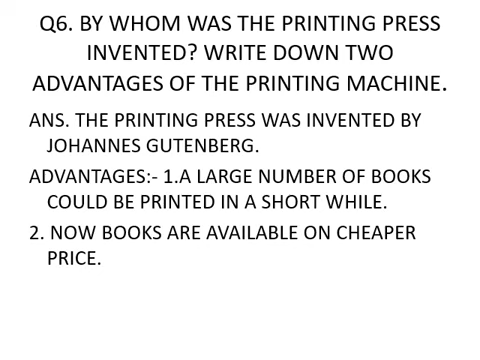 Q6. BY WHOM WAS THE PRINTING PRESS
INVENTED? WRITE DOWN TWO
ADVANTAGES OF THE PRINTING MACHINE.
ANS. THE PRINTING PRESS WAS INVENTED BY
JOHANNES GUTENBERG.
ADVANTAGES:- 1.A LARGE NUMBER OF BOOKS
COULD BE PRINTED IN A SHORT WHILE.
2. NOW BOOKS ARE AVAILABLE ON CHEAPER
PRICE.